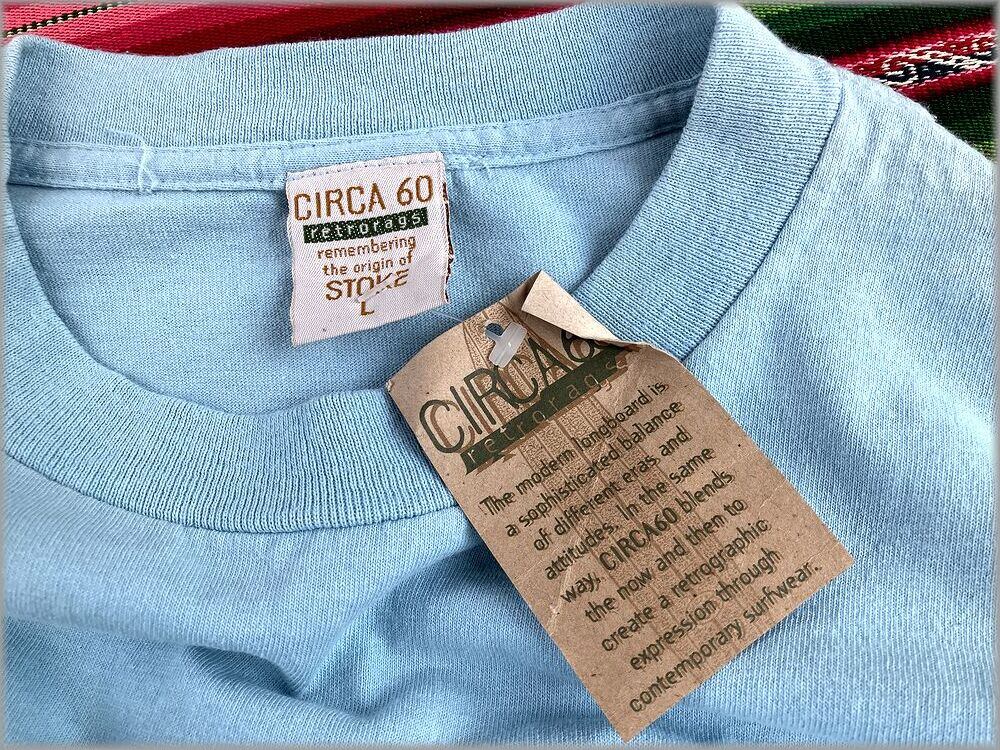 CIRCA 60
retrorags
remembering
the origin of
STOKE
L
CIRCA60
retrorags
The modern longboard is
a sophisticated balance
of different eras and
attitudes. In the same
way, CIRCA60 blends
the now and then to
create a retrographic
expression through
contemporary surfwear.